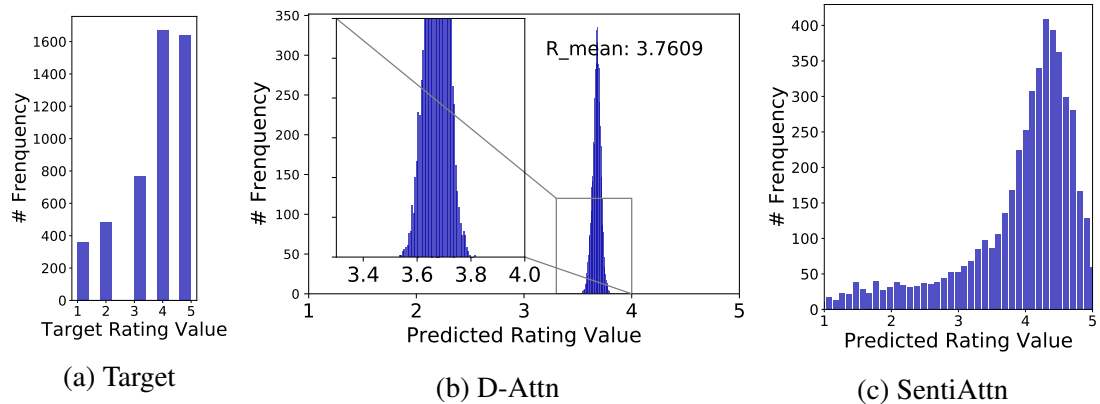 # Frenquency
1600
1400
1200
1000
800
600
400
200
0
1 2 3 4 5
Target Rating Value
(a) Target
# Frenquency
350
300
250
200
150
100
50
0
R_mean: 3.7609
3.4 3.6 3.8 4.0
1 2 3 4 5
Predicted Rating Value
(b) D-Attn
# Frenquency
400
350
300
250
200
150
100
50
0
1 2 3 4 5
Predicted Rating Value
(c) SentiAttn